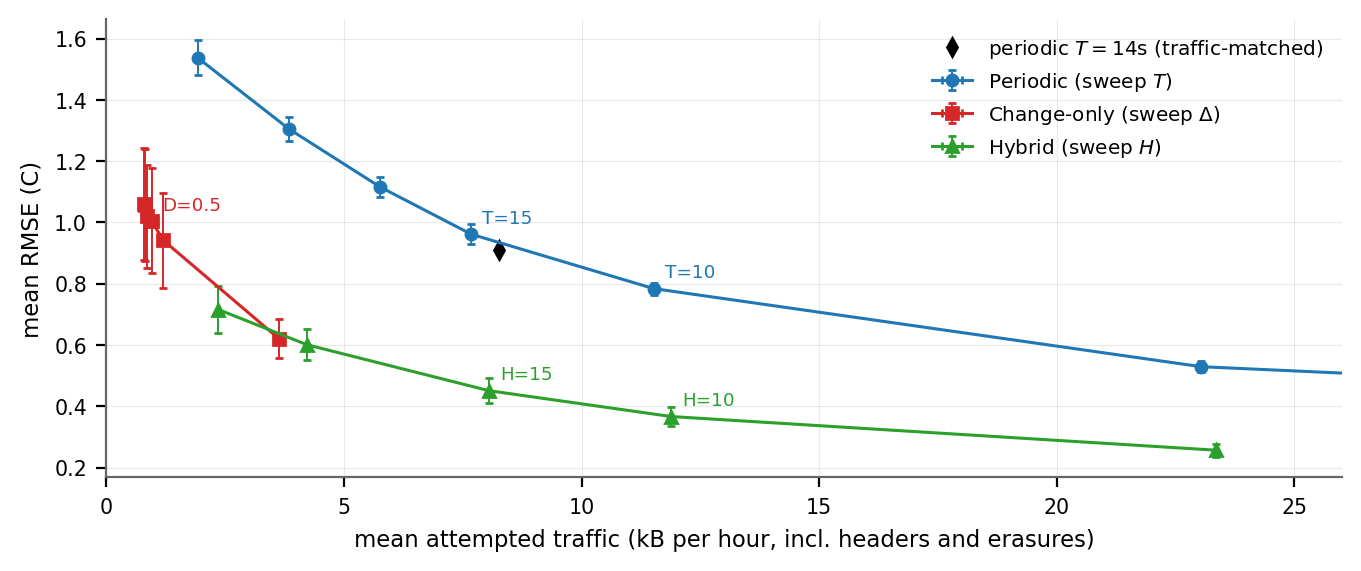 1.6
1.4
1.2
1.0
0.8
0.6
0.4
0.2
mean RMSE (C)
periodic T = 14s (traffic-matched)
Periodic (sweep T)
Change-only (sweep Δ)
Hybrid (sweep H)
D=0.5
T=15
T=10
H=15
H=10
0 5 10 15 20 25
mean attempted traffic (kB per hour, incl. headers and erasures)